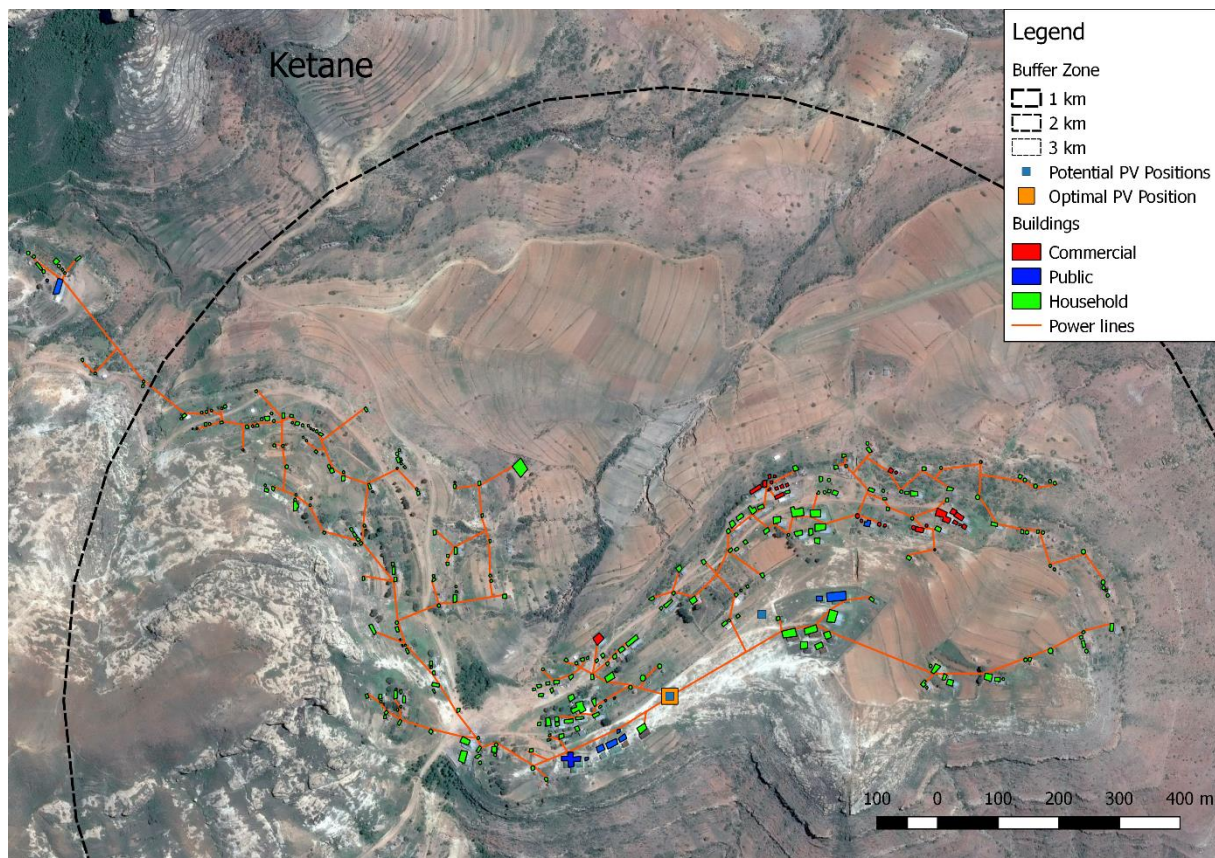 Ketane
Legend
Buffer Zone
1 km
2 km
3 km
Potential PV Positions
Optimal PV Position
Buildings
Commercial
Public
Household
Power lines
100 0 100 200 300 400 m